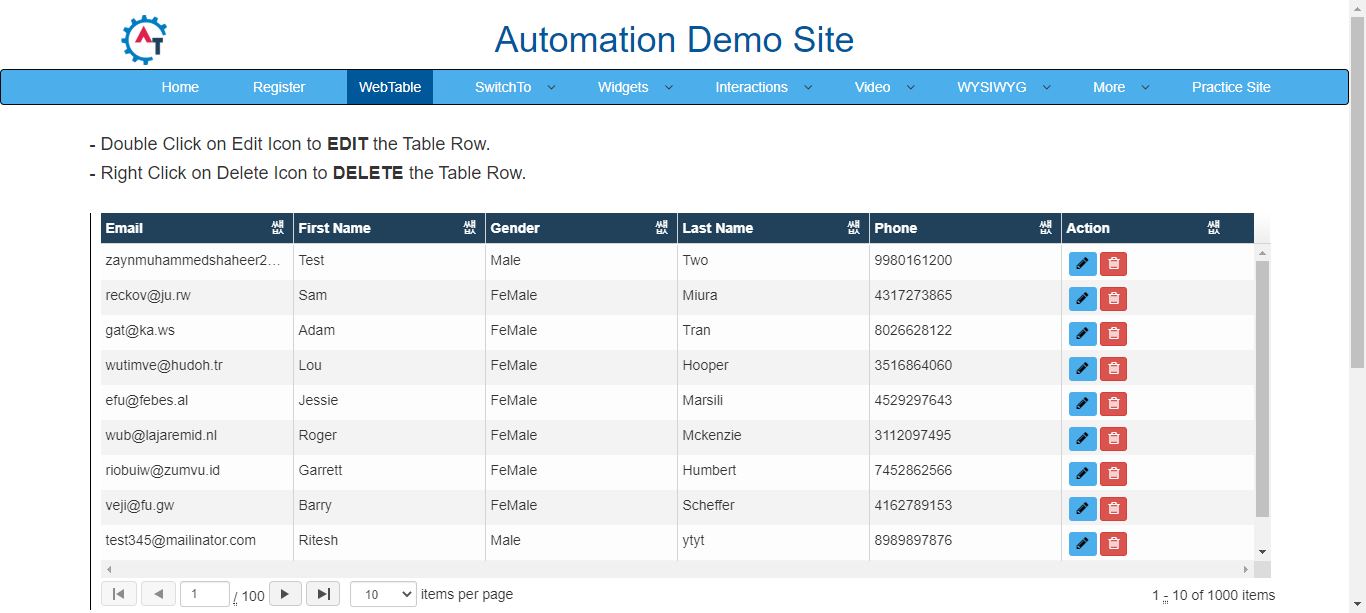 AT
Automation Demo Site
Home Register WebTable SwitchTo Widgets Interactions Video WYSIWYG More Practice Site
- Double Click on Edit Icon to EDIT the Table Row.
- Right Click on Delete Icon to DELETE the Table Row.
Email First Name Gender Last Name Phone Action
zaynmuhammedshaheer2... Test Male Two 9980161200
reckov@ju.rw Sam FeMale Miura 4317273865
gat@ka.ws Adam FeMale Tran 8026628122
wutimve@hudoh.tr Lou FeMale Hooper 3516864060
efu@febes.al Jessie FeMale Marsili 4529297643
wub@lajaremid.nl Roger FeMale Mckenzie 3112097495
riobuiw@zumvu.id Garrett FeMale Humbert 7452862566
veji@fu.gw Barry FeMale Scheffer 4162789153
test345@mailinator.com Ritesh Male ytyt 8989897876
1 / 100 10 items per page 1 - 10 of 1000 items